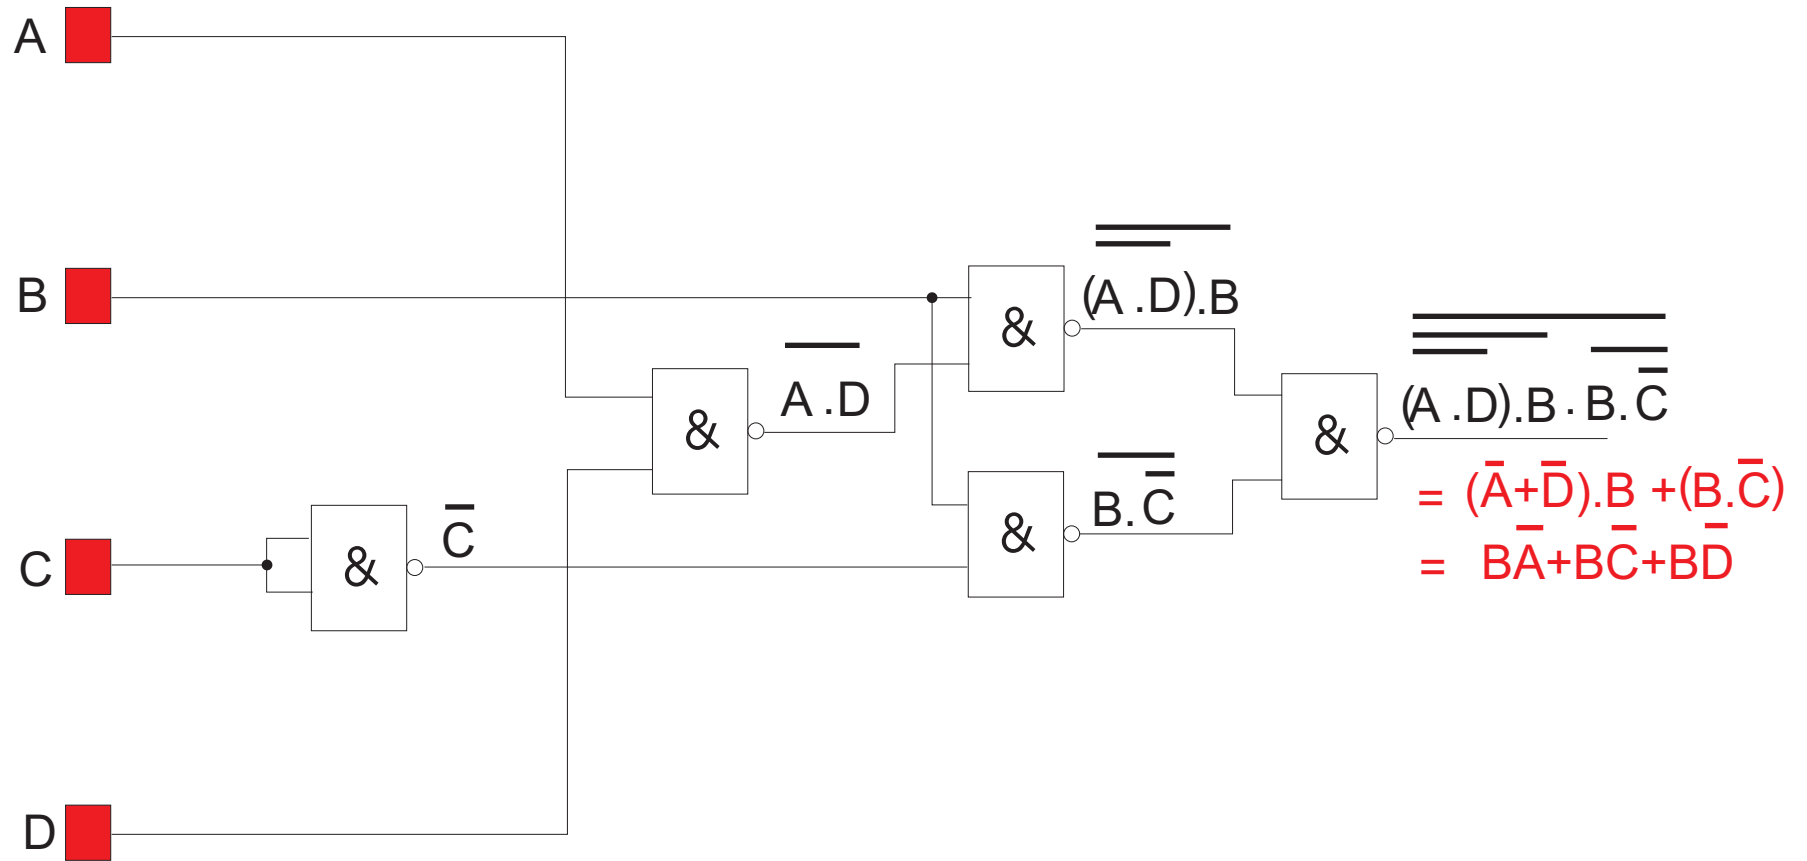 A
B
C
D
&
C̅
&
A̅ ̅.̅D̅
&
(A̿ ̿.̿D̿)̿.̅B̅
&
B̅.̅C̿
&
(A .D).B . B.C̅
= (A̅+D̅).B +(B.C̅)
= BA̅+BC̅+BD̅